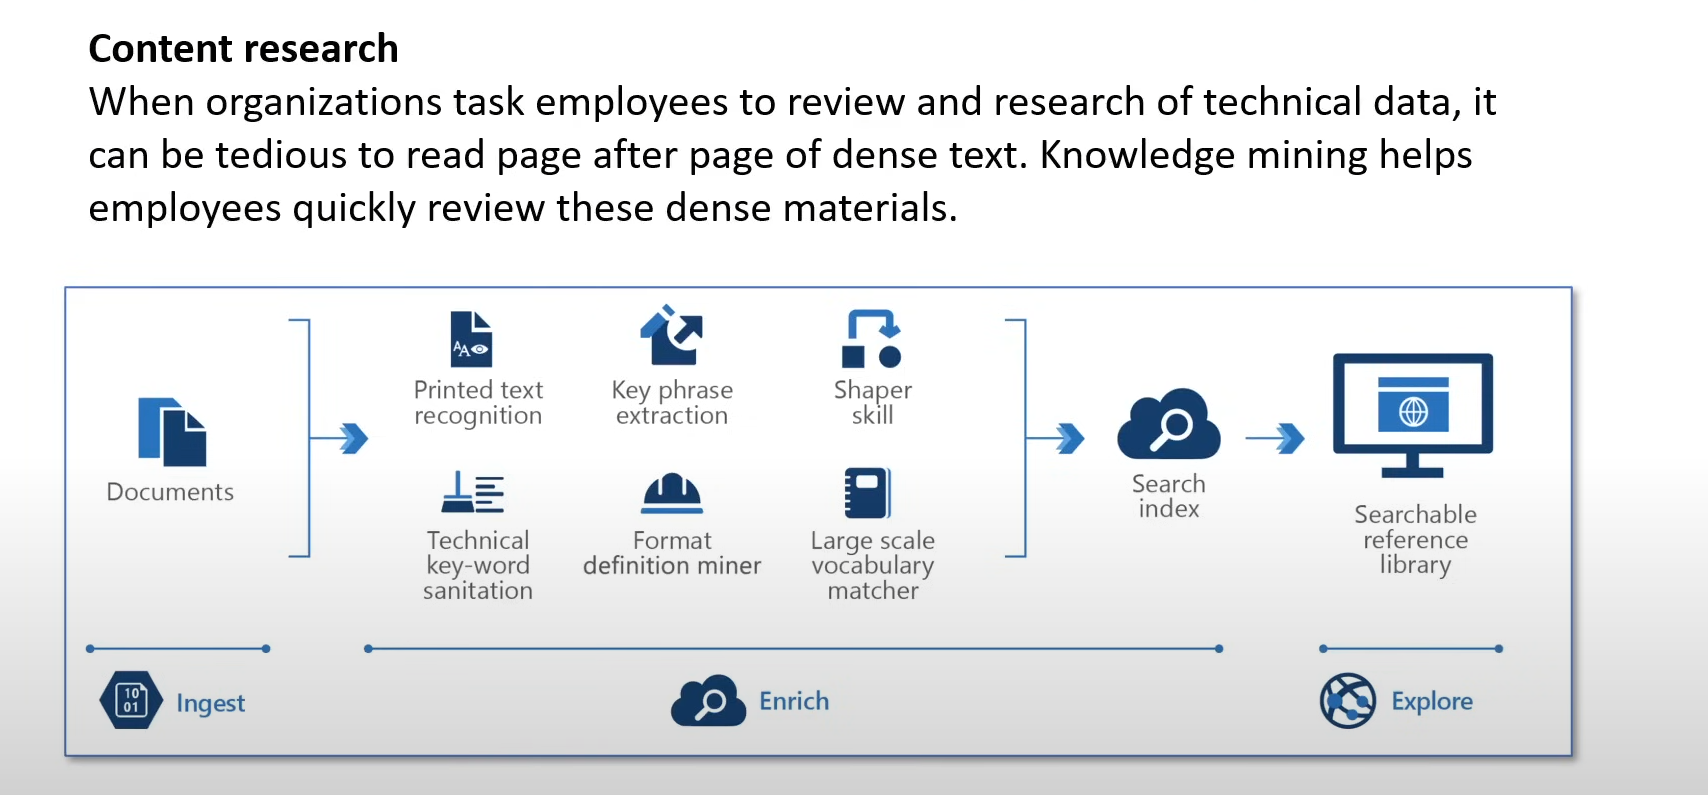 Content research
When organizations task employees to review and research of technical data, it
can be tedious to read page after page of dense text. Knowledge mining helps
employees quickly review these dense materials.
Documents
AA
Printed text
recognition
Key phrase
extraction
Shaper
skill
Technical
key-word
sanitation
Format
definition miner
Large scale
vocabulary
matcher
Search
index
Searchable
reference
library
10
01
Ingest
Enrich
Explore